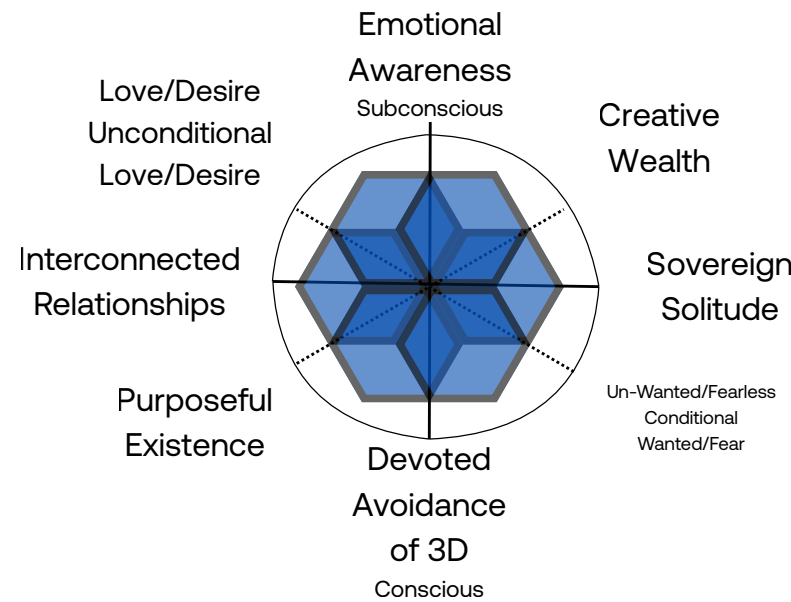 Emotional
Awareness
Subconscious
Love/Desire
Unconditional
Love/Desire
Creative
Wealth
Interconnected
Relationships
Sovereign
Solitude
Purposeful
Existence
Un-Wanted/Fearless
Conditional
Wanted/Fear
Devoted
Avoidance
of 3D
Conscious